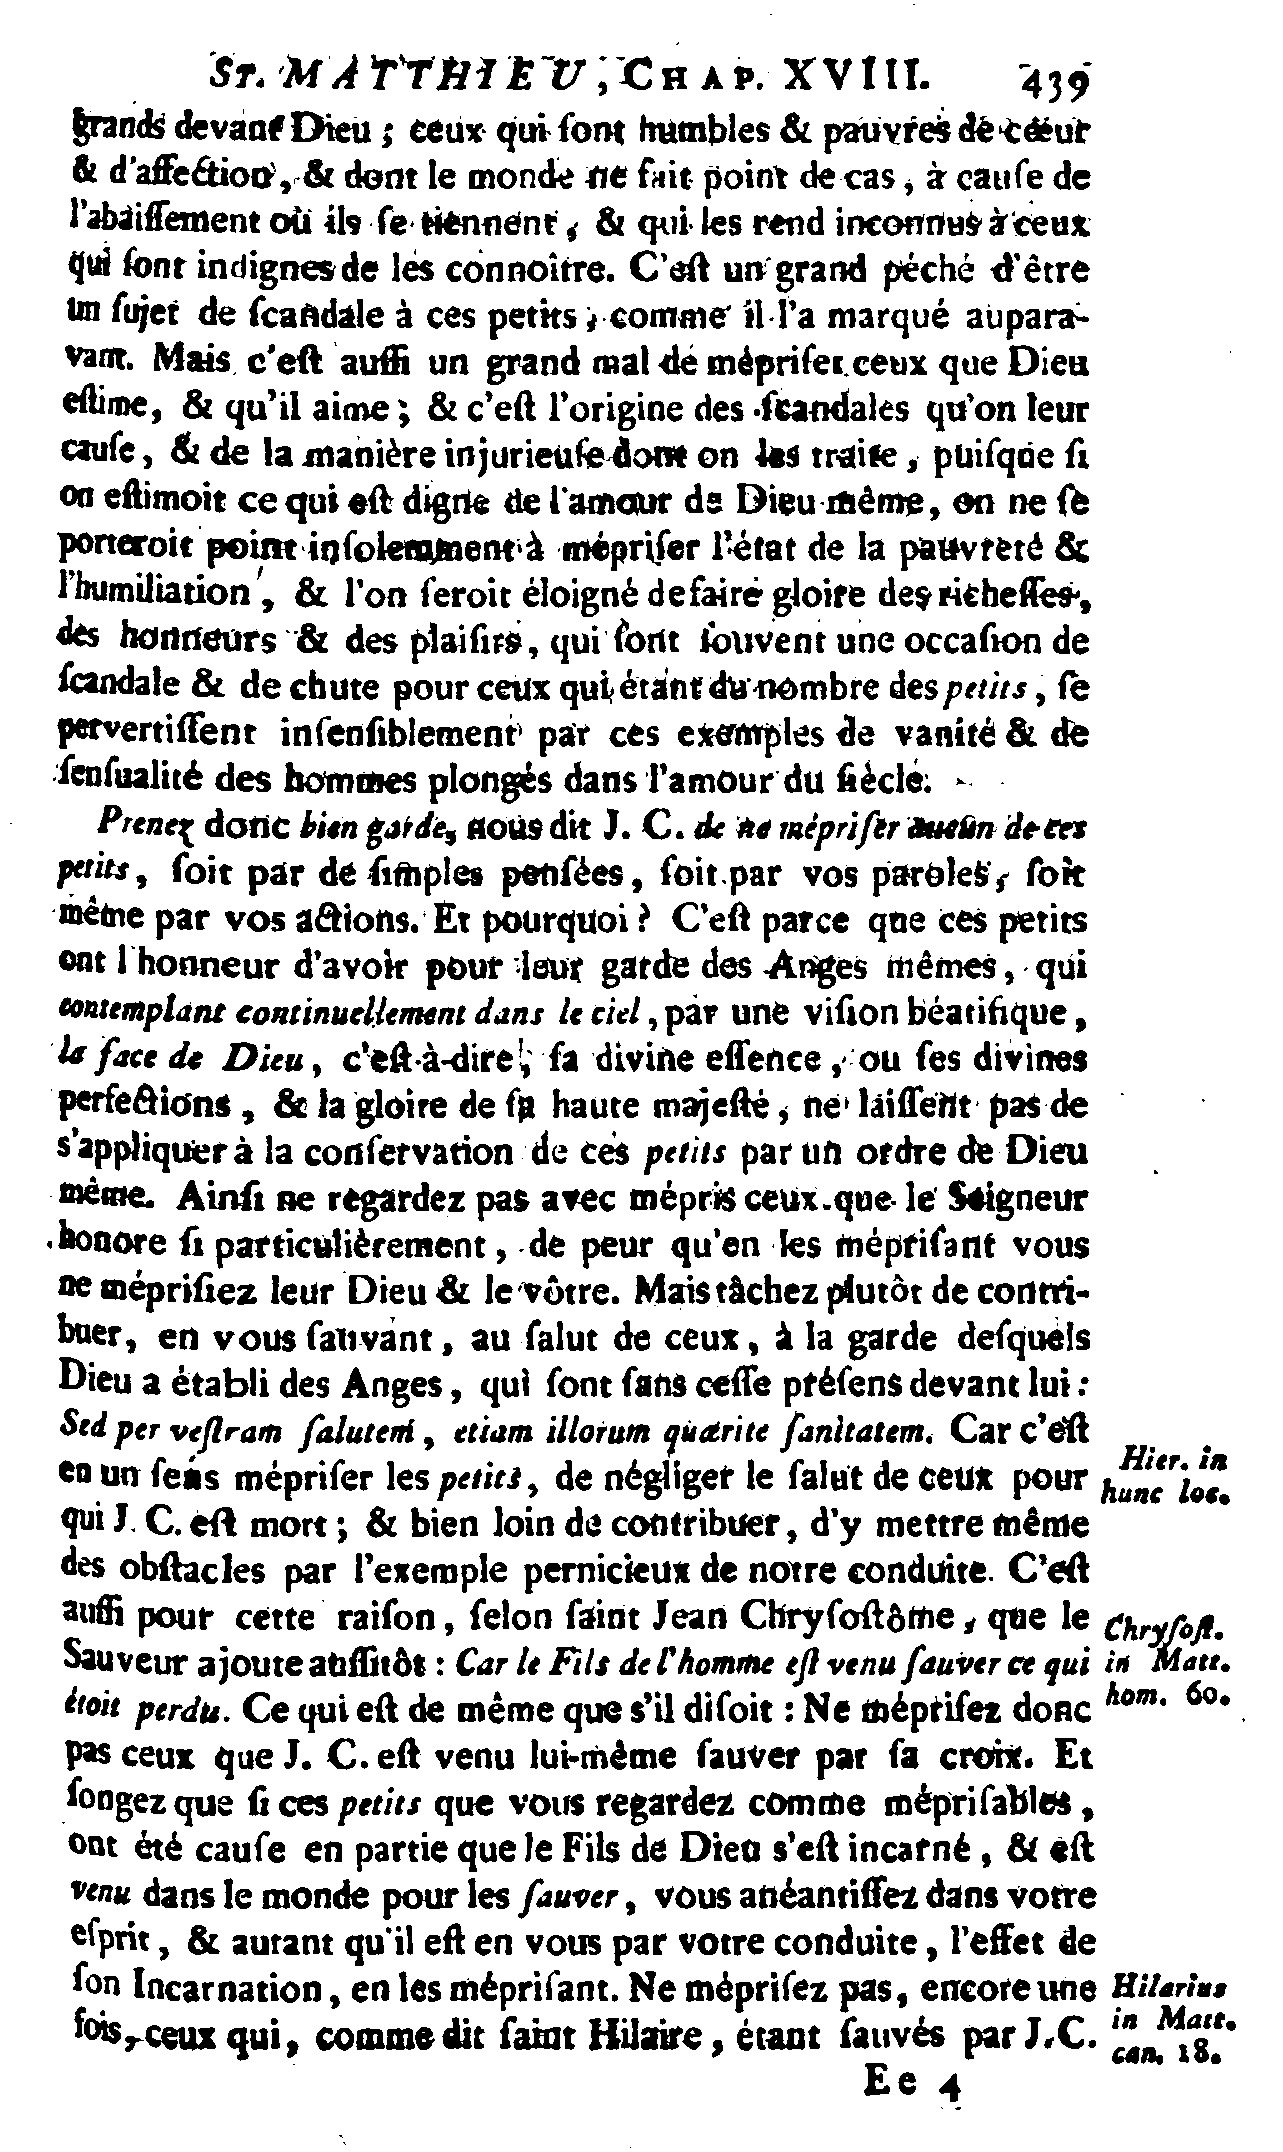 St. MATTHIEU, Chap. XVIII. 439
grands devant Dieu ; ceux qui ſont humbles & pauvres de cœur
& d'affection, & dont le monde ne fait point de cas, à cauſe de
l'abaiſſement où ils ſe tiennent, & qui les rend inconnus à ceux
qui ſont indignes de les connoître. C'eſt un grand péché d'être
un ſujet de ſcandale à ces petits, comme il l'a marqué aupara-
vant. Mais c'eſt auſſi un grand mal de mépriſer ceux que Dieu
eſtime, & qu'il aime ; & c'eſt l'origine des ſcandales qu'on leur
cauſe, & de la manière injurieuſe dont on les traite, puiſque ſi
on eſtimoit ce qui eſt digne de l'amour de Dieu même, on ne ſe
porteroit point inſolemment à mépriſer l'état de la pauvreté &
l'humiliation, & l'on ſeroit éloigné de faire gloire des richeſſes,
des honneurs & des plaiſirs, qui ſont ſouvent une occaſion de
ſcandale & de chute pour ceux qui étant du nombre des petits, ſe
pervertiſſent inſenſiblement par ces exemples de vanité & de
ſenſualité des hommes plongés dans l'amour du ſiècle.
Prenez donc bien garde, nous dit J. C. de ne mépriſer aucun de ces
petits, ſoit par de ſimples penſées, ſoit par vos paroles, ſoit
même par vos actions. Et pourquoi ? C'eſt parce que ces petits
ont l'honneur d'avoir pour leur garde des Anges mêmes, qui
contemplant continuellement dans le ciel, par une viſion béatifique,
la face de Dieu, c'eſt-à-dire, ſa divine eſſence, ou ſes divines
perfections, & la gloire de ſa haute majeſté, ne laiſſent pas de
s'appliquer à la conſervation de ces petits par un ordre de Dieu
même. Ainſi ne regardez pas avec mépris ceux que le Seigneur
honore ſi particulièrement, de peur qu'en les mépriſant vous
ne mépriſiez leur Dieu & le vôtre. Mais tâchez plutôt de contri-
buer, en vous ſauvant, au ſalut de ceux, à la garde deſquels
Dieu a établi des Anges, qui ſont ſans ceſſe préſens devant lui :
Sed per veſtram ſalutem, etiam illorum quærite ſanitatem. Car c'eſt
en un ſens mépriſer les petits, de négliger le ſalut de ceux pour
Hier. in
hunc loc.
qui J. C. eſt mort ; & bien loin de contribuer, d'y mettre même
des obſtacles par l'exemple pernicieux de notre conduite. C'eſt
auſſi pour cette raiſon, ſelon ſaint Jean Chryſoſtôme, que le
Sauveur ajoute auſſitôt : Car le Fils de l'homme eſt venu ſauver ce qui
étoit perdu. Ce qui eſt de même que s'il diſoit : Ne mépriſez donc
Chryſoſt.
in Matt.
hom. 60.
pas ceux que J. C. eſt venu lui-même ſauver par ſa croix. Et
ſongez que ſi ces petits que vous regardez comme mépriſables,
ont été cauſe en partie que le Fils de Dieu s'eſt incarné, & eſt
venu dans le monde pour les ſauver, vous anéantiſſez dans votre
eſprit, & autant qu'il eſt en vous par votre conduite, l'effet de
ſon Incarnation, en les mépriſant. Ne mépriſez pas, encore une
fois, ceux qui, comme dit ſaint Hilaire, étant ſauvés par J. C.
Hilarius
in Matt.
can. 18.
Ee 4